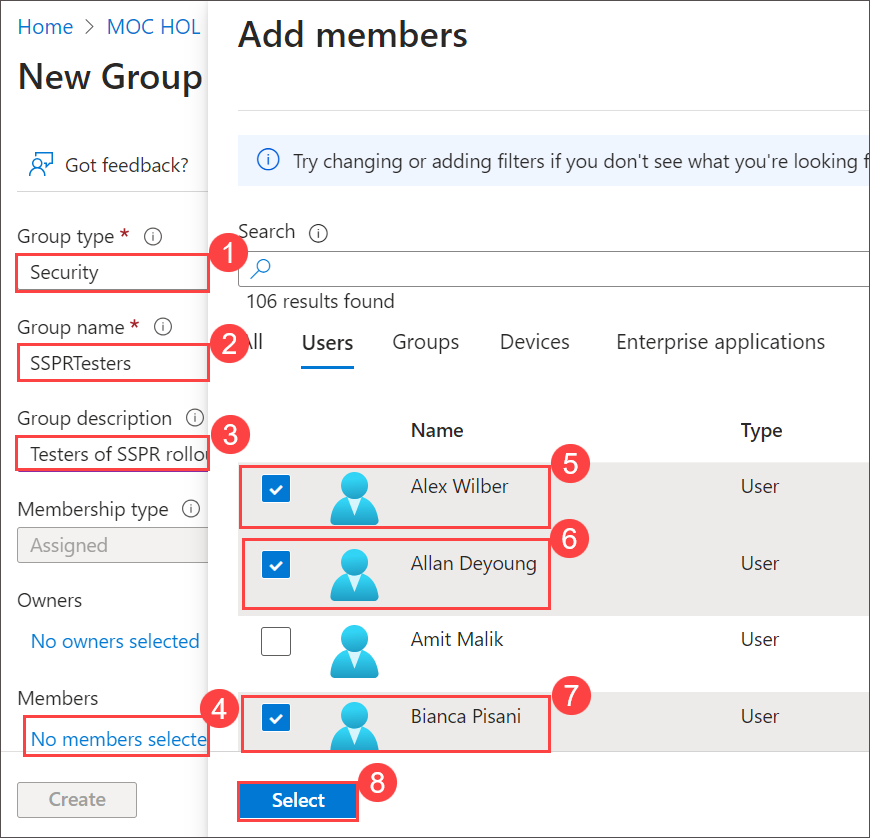 Home > MOC HOL
New Group
Got feedback?
Group type *
Security
1
Group name *
SSPRTesters
2
Group description
Testers of SSPR rollou
3
Membership type
Assigned
Owners
No owners selected
Members
No members selecte
4
Create
Add members
Try changing or adding filters if you don't see what you're looking f
Search
106 results found
All
Users
Groups
Devices
Enterprise applications
Name
Type
Alex Wilber
User
5
Allan Deyoung
User
6
Amit Malik
User
Bianca Pisani
User
7
Select
8